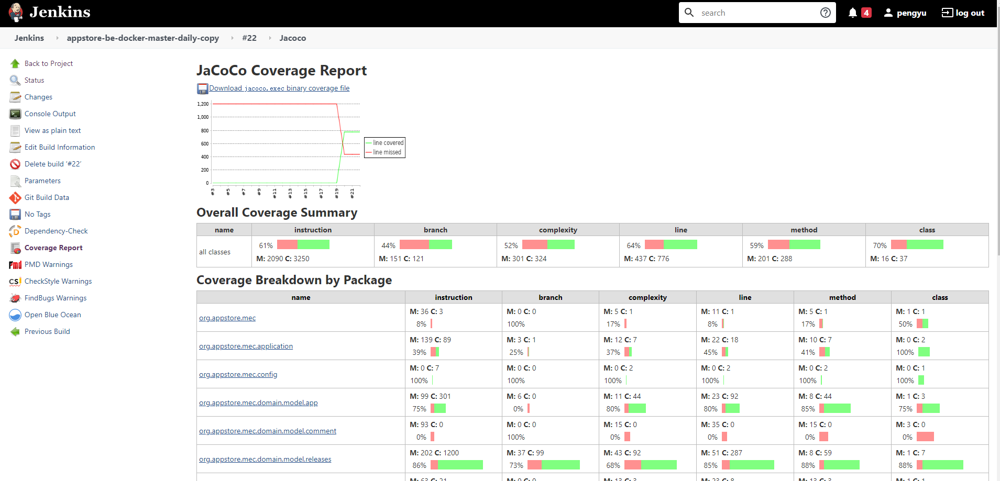 Jenkins
search
4
pengyu
log out
Jenkins
appstore-be-docker-master-daily-copy
#22
Jacoco
Back to Project
Status
Changes
Console Output
View as plain text
Edit Build Information
Delete build ‘#22’
Parameters
Git Build Data
No Tags
Dependency-Check
Coverage Report
PMD Warnings
CheckStyle Warnings
FindBugs Warnings
Open Blue Ocean
Previous Build
JaCoCo Coverage Report
Download jacoco.exec binary coverage file
1,200
1,000
800
600
400
200
0
#3 #5 #7 #9 #11 #13 #15 #17 #19 #21
line covered
line missed
Overall Coverage Summary
name instruction branch complexity line method class
all classes
61% 44% 52% 64% 59% 70%
M: 2090 C: 3250 M: 151 C: 121 M: 301 C: 324 M: 437 C: 776 M: 201 C: 288 M: 16 C: 37
Coverage Breakdown by Package
name instruction branch complexity line method class
org.appstore.mec
M: 36 C: 3 M: 0 C: 0 M: 5 C: 1 M: 11 C: 1 M: 5 C: 1 M: 1 C: 1
8% 100% 17% 8% 17% 50%
org.appstore.mec.application
M: 139 C: 89 M: 3 C: 1 M: 12 C: 7 M: 22 C: 18 M: 10 C: 7 M: 0 C: 2
39% 25% 37% 45% 41% 100%
org.appstore.mec.config
M: 0 C: 7 M: 0 C: 0 M: 0 C: 2 M: 0 C: 2 M: 0 C: 2 M: 0 C: 1
100% 100% 100% 100% 100% 100%
org.appstore.mec.domain.model.app
M: 99 C: 301 M: 6 C: 0 M: 11 C: 44 M: 23 C: 92 M: 8 C: 44 M: 1 C: 3
75% 0% 80% 80% 85% 75%
org.appstore.mec.domain.model.comment
M: 93 C: 0 M: 0 C: 0 M: 15 C: 0 M: 35 C: 0 M: 15 C: 0 M: 3 C: 0
0% 100% 0% 0% 0% 0%
org.appstore.mec.domain.model.releases
M: 202 C: 1200 M: 37 C: 99 M: 43 C: 92 M: 51 C: 287 M: 8 C: 59 M: 1 C: 7
86% 73% 68% 85% 88% 88%